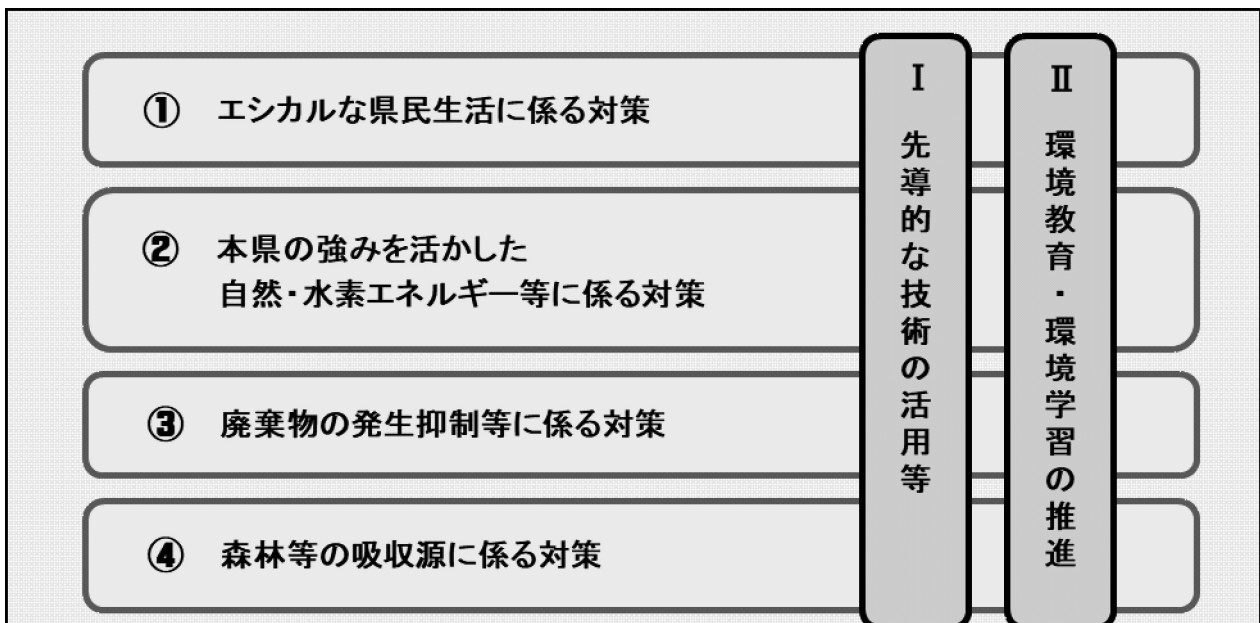 ① エシカルな県民生活に係る対策
② 本県の強みを活かした
自然・水素エネルギー等に係る対策
③ 廃棄物の発生抑制等に係る対策
④ 森林等の吸収源に係る対策
Ⅰ 先導的な技術の活用等
Ⅱ 環境教育・環境学習の推進